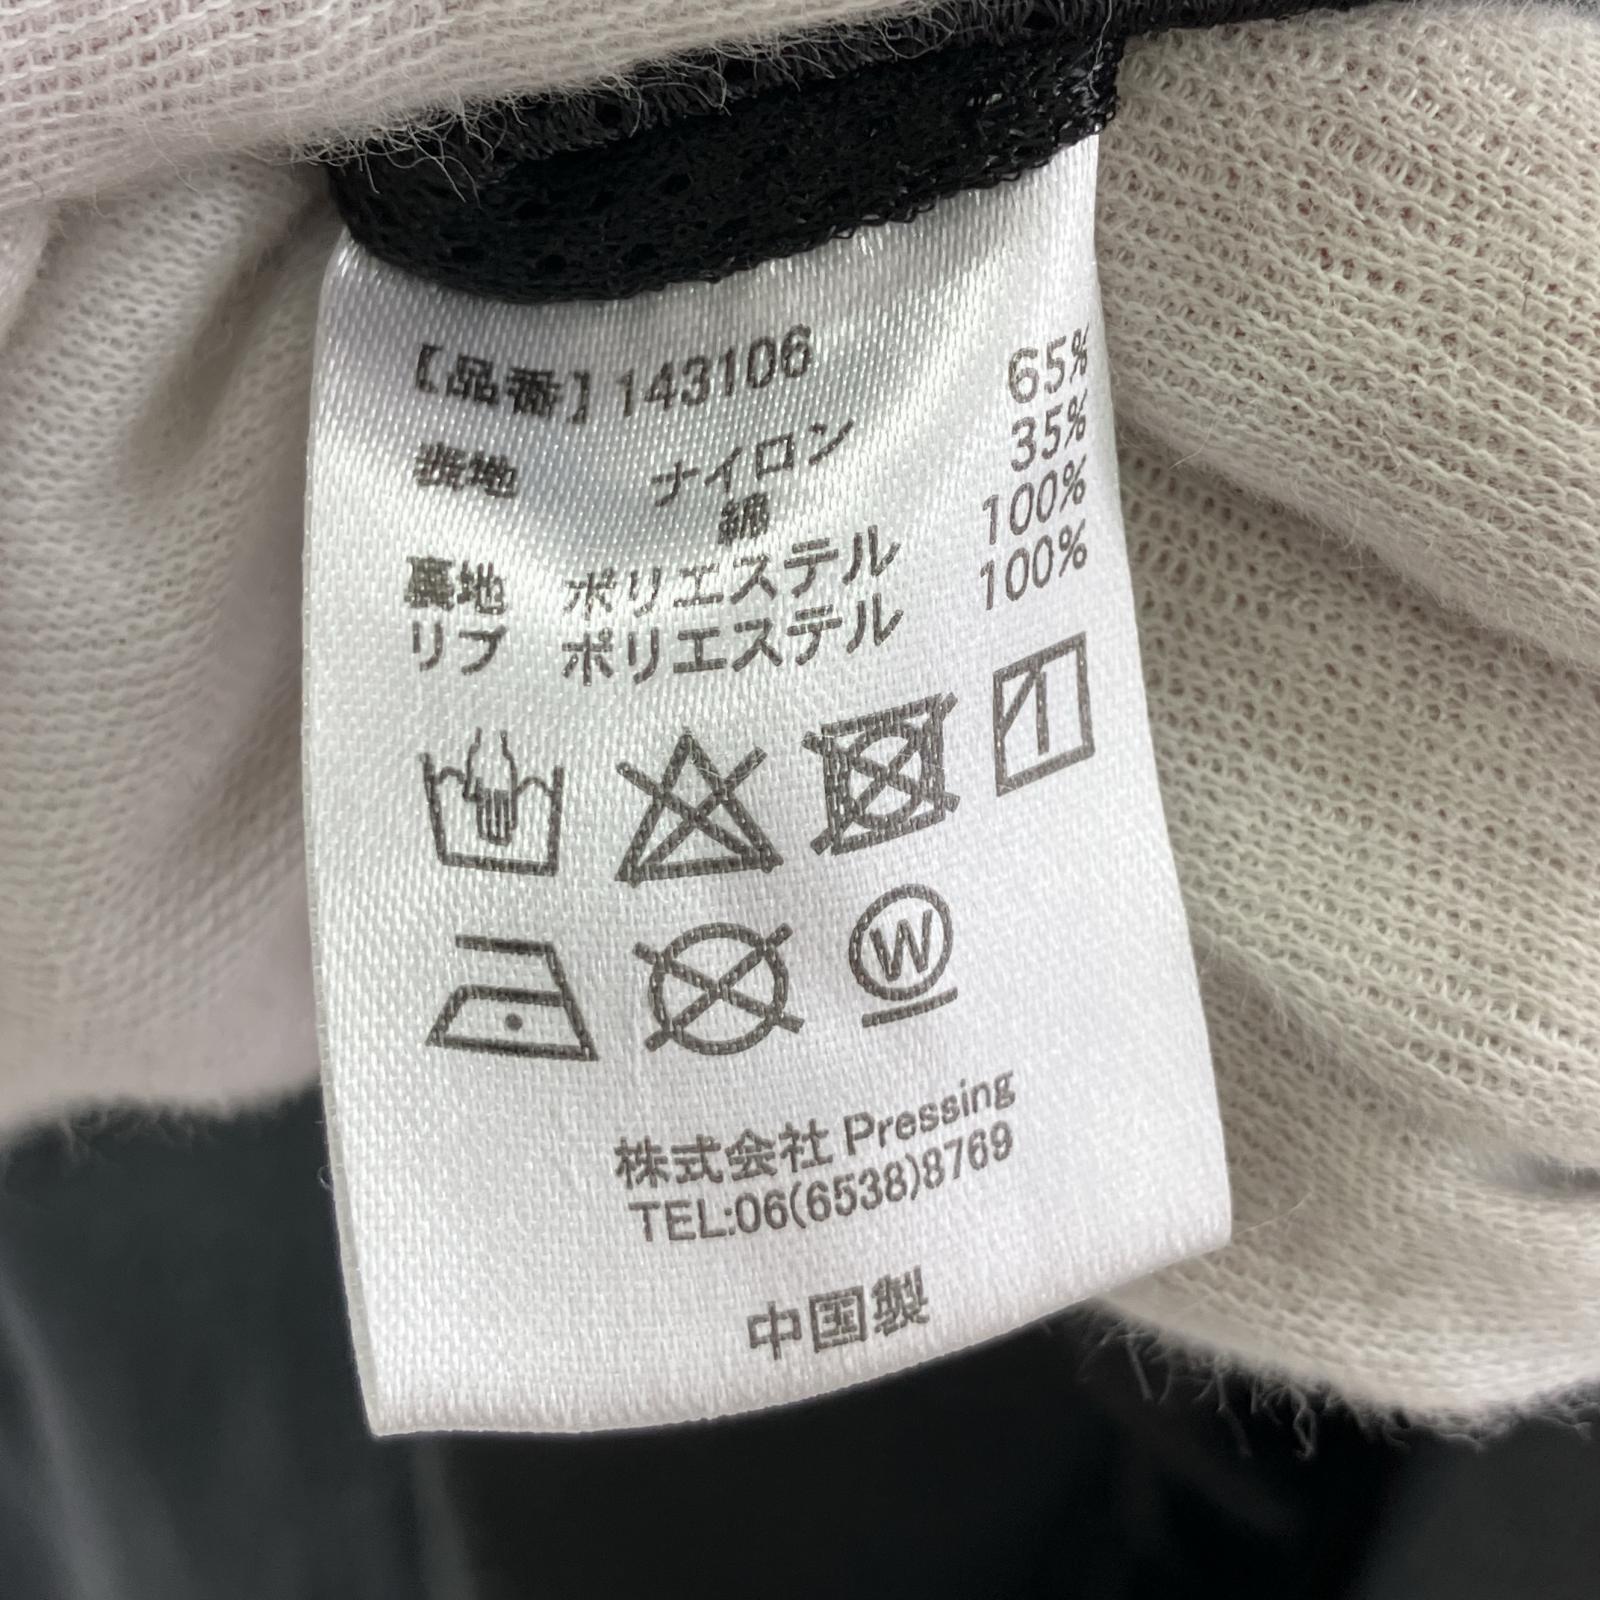 【品番】143106
表地 ナイロン 65%
綿 35%
裏地 ポリエステル 100%
リブ ポリエステル 100%
W
株式会社 Pressing
TEL:06(6538)8769
中国製